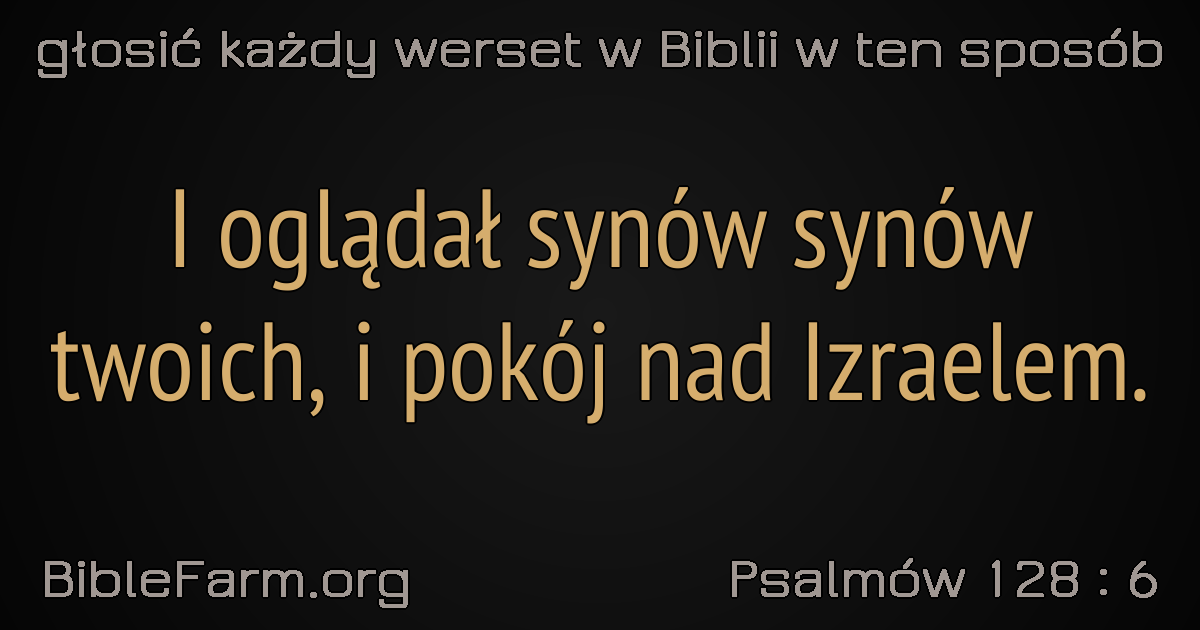 głosić każdy werset w Biblii w ten sposób
I oglądał synów synów
twoich, i pokój nad Izraelem.
BibleFarm.org
Psalmów 128 : 6